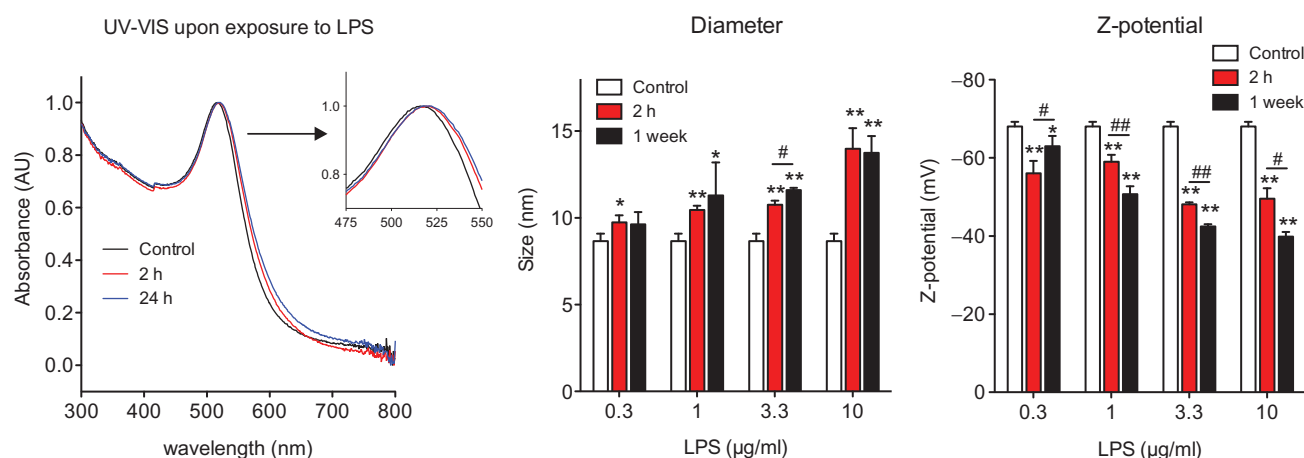 UV-VIS upon exposure to LPS
Absorbance (AU)
1.0
0.8
0.6
0.4
0.2
0.0
300 400 500 600 700 800
wavelength (nm)
Control
2 h
24 h
1.0
0.8
475 500 525 550
Diameter
Size (nm)
15
10
5
0
Control
2 h
1 week
* ** * ** # ** ** **
0.3 1 3.3 10
LPS (µg/ml)
Z-potential
Z-potential (mV)
−80
−60
−40
−20
0
Control
2 h
1 week
# ## ## #
** * ** ** ** ** ** **
0.3 1 3.3 10
LPS (µg/ml)